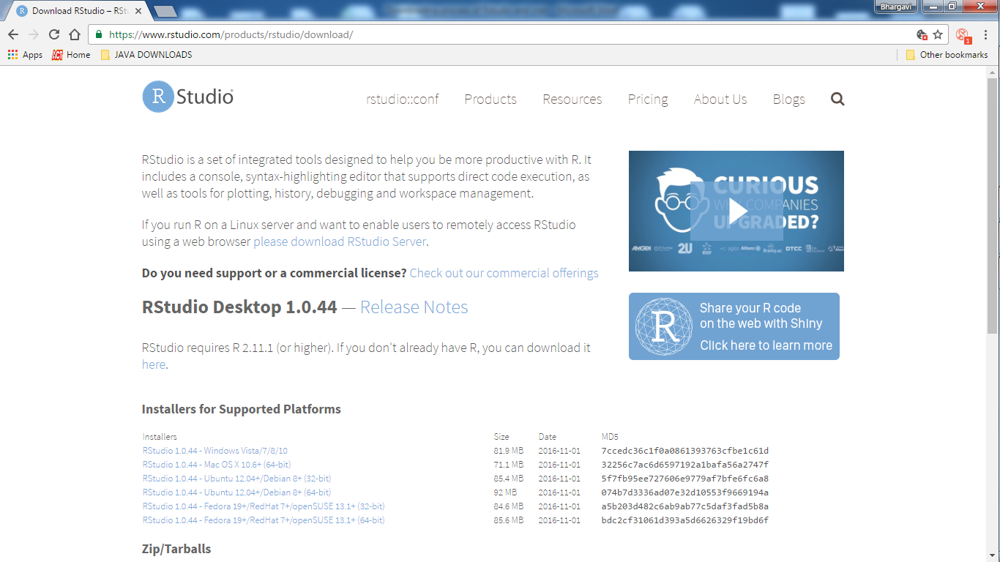 Download RStudio – RSt
Bhargavi
https://www.rstudio.com/products/rstudio/download/
1
Apps
ACT Home
JAVA DOWNLOADS
Other bookmarks
R Studio
rstudio::conf
Products
Resources
Pricing
About Us
Blogs
RStudio is a set of integrated tools designed to help you be more productive with R. It
includes a console, syntax-highlighting editor that supports direct code execution, as
well as tools for plotting, history, debugging and workspace management.
If you run R on a Linux server and want to enable users to remotely access RStudio
using a web browser please download RStudio Server.
Do you need support or a commercial license? Check out our commercial offerings
CURIOUS
WHY COMPANIES
UPGRADED?
AMGEN 2U edf Allianz DTCC
RStudio Desktop 1.0.44 — Release Notes
R
Share your R code
on the web with Shiny
Click here to learn more
RStudio requires R 2.11.1 (or higher). If you don't already have R, you can download it
here.
Installers for Supported Platforms
Installers Size Date MD5
RStudio 1.0.44 - Windows Vista/7/8/10 81.9 MB 2016-11-01 7ccedc36c1f0a0861393763cfbe1c61d
RStudio 1.0.44 - Mac OS X 10.6+ (64-bit) 71.1 MB 2016-11-01 32256c7ac6d6597192a1bafa56a2747f
RStudio 1.0.44 - Ubuntu 12.04+/Debian 8+ (32-bit) 85.4 MB 2016-11-01 5f7fb95ee727606e9779af7bfe6fc6a8
RStudio 1.0.44 - Ubuntu 12.04+/Debian 8+ (64-bit) 92 MB 2016-11-01 074b7d3336ad07e32d10553f9669194a
RStudio 1.0.44 - Fedora 19+/RedHat 7+/openSUSE 13.1+ (32-bit) 84.6 MB 2016-11-01 a5b203d482c6ab9ab77c5daf3fad5b8a
RStudio 1.0.44 - Fedora 19+/RedHat 7+/openSUSE 13.1+ (64-bit) 85.6 MB 2016-11-01 bdc2cf31061d393a5d6626329f19bd6f
Zip/Tarballs